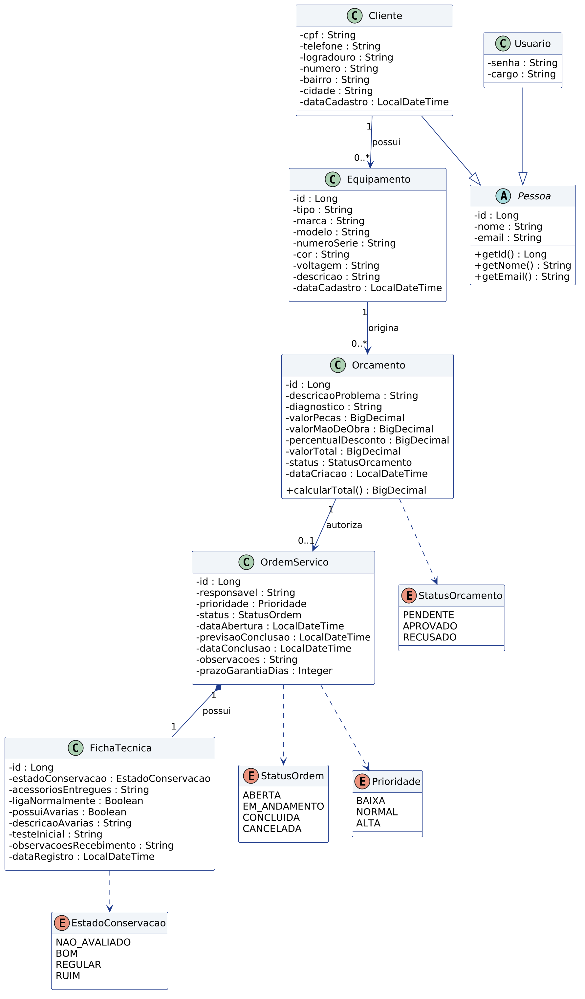 C Cliente
-cpf : String
-telefone : String
-logradouro : String
-numero : String
-bairro : String
-cidade : String
-dataCadastro : LocalDateTime
C Usuario
-senha : String
-cargo : String
1
possui
0..*
C Equipamento
-id : Long
-tipo : String
-marca : String
-modelo : String
-numeroSerie : String
-cor : String
-voltagem : String
-descricao : String
-dataCadastro : LocalDateTime
A Pessoa
-id : Long
-nome : String
-email : String
+getId() : Long
+getNome() : String
+getEmail() : String
1
origina
0..*
C Orcamento
-id : Long
-descricaoProblema : String
-diagnostico : String
-valorPecas : BigDecimal
-valorMaoDeObra : BigDecimal
-percentualDesconto : BigDecimal
-valorTotal : BigDecimal
-status : StatusOrcamento
-dataCriacao : LocalDateTime
+calcularTotal() : BigDecimal
1
autoriza
0..1
C OrdemServico
-id : Long
-responsavel : String
-prioridade : Prioridade
-status : StatusOrdem
-dataAbertura : LocalDateTime
-previsaoConclusao : LocalDateTime
-dataConclusao : LocalDateTime
-observacoes : String
-prazoGarantiaDias : Integer
E StatusOrcamento
PENDENTE
APROVADO
RECUSADO
1
possui
1
C FichaTecnica
-id : Long
-estadoConservacao : EstadoConservacao
-acessoriosEntregues : String
-ligaNormalmente : Boolean
-possuiAvarias : Boolean
-descricaoAvarias : String
-testeInicial : String
-observacoesRecebimento : String
-dataRegistro : LocalDateTime
E StatusOrdem
ABERTA
EM_ANDAMENTO
CONCLUIDA
CANCELADA
E Prioridade
BAIXA
NORMAL
ALTA
E EstadoConservacao
NAO_AVALIADO
BOM
REGULAR
RUIM